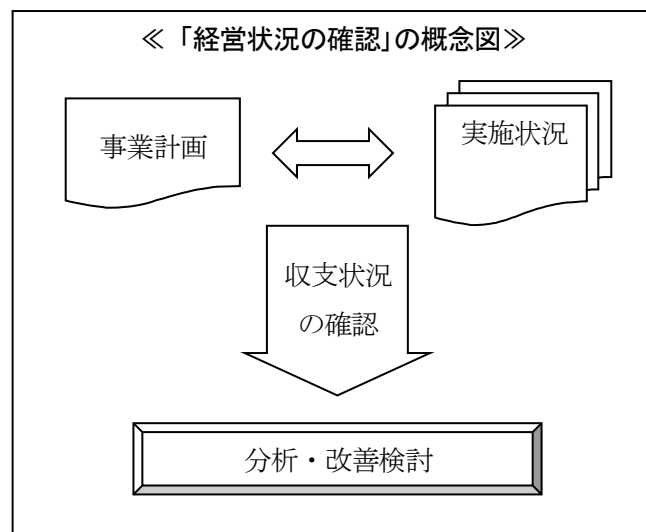 ≪「経営状況の確認」の概念図≫
事業計画
実施状況
収支状況
の確認
分析・改善検討